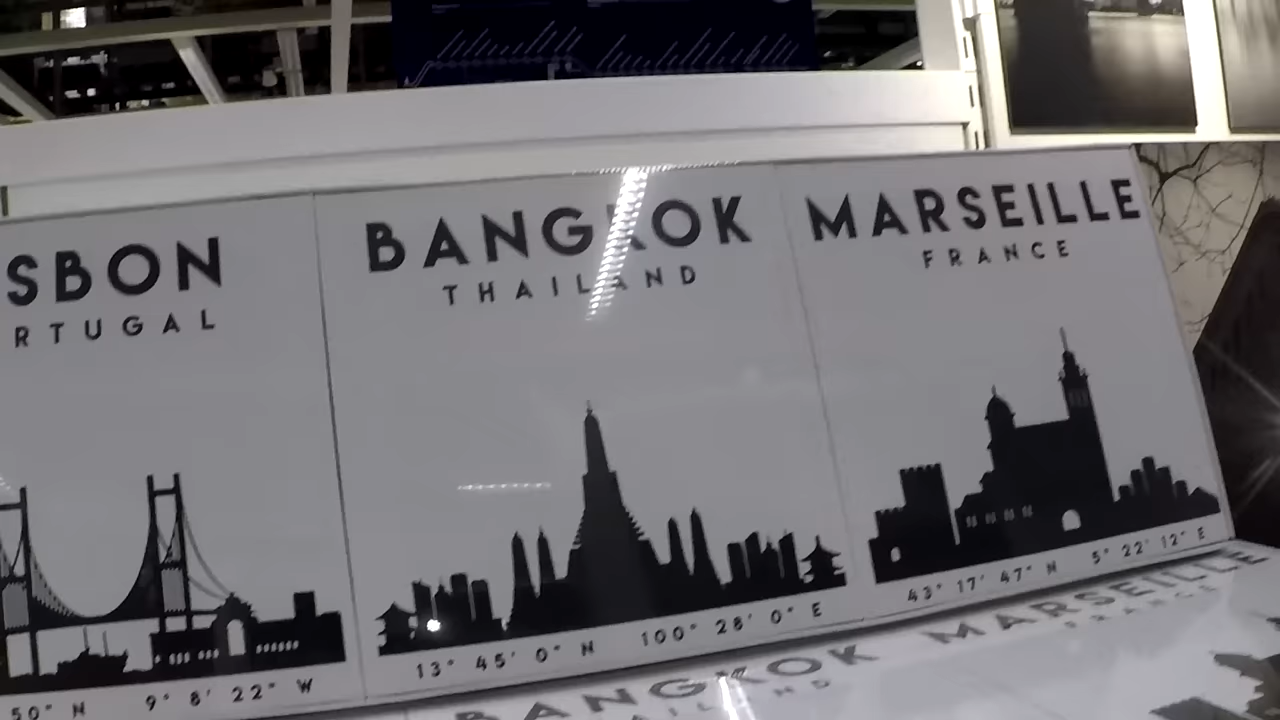 SBON
RTUGAL
50" N 9° 8' 22" W
BANGKOK
THAILAND
13° 45' 0" N 100° 28' 0" E
MARSEILLE
FRANCE
43° 17' 47" N 5° 22' 12" E
BANGKOK MARSEILLE